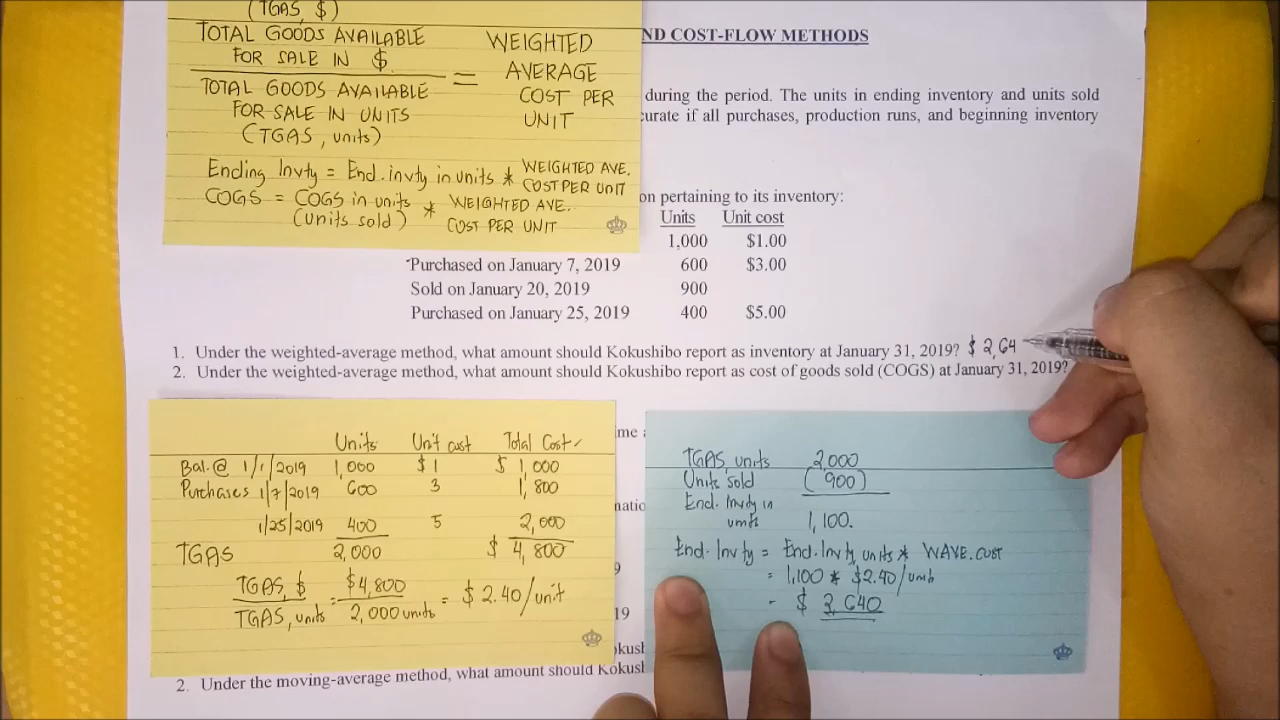 (TGAS, $)
TOTAL GOODS AVAILABLE
FOR SALE IN $
TOTAL GOODS AVAILABLE
FOR SALE IN UNITS
(TGAS, units)
= WEIGHTED
AVERAGE
COST PER
UNIT
Ending Invty = End. invty in units * WEIGHTED AVE.
COST PER UNIT
COGS = COGS in units * WEIGHTED AVE.
(units sold) COST PER UNIT
ND COST-FLOW METHODS
during the period. The units in ending inventory and units sold
if all purchases, production runs, and beginning inventory
on pertaining to its inventory:
Units Unit cost
1,000 $1.00
Purchased on January 7, 2019 600 $3.00
Sold on January 20, 2019 900
Purchased on January 25, 2019 400 $5.00
1. Under the weighted-average method, what amount should Kokushibo report as inventory at January 31, 2019? $ 2,64
2. Under the weighted-average method, what amount should Kokushibo report as cost of goods sold (COGS) at January 31, 2019?
Units Unit cost Total Cost
Bal. @ 1/1/2019 1,000 $1 $ 1,000
Purchases 1/7/2019 600 3 1,800
1/25/2019 400 5 2,000
TGAS 2,000 $ 4,800
TGAS, $ = $4,800 = $ 2.40/unit
TGAS, units 2,000 units
me
TGAS, units 2,000
Units sold (900)
End. Invty in
units 1,100.
End. Invty = End. Invty units * WAVE. COST
= 1,100 * $2.40/unit
= $ 2,640
9
19
2. Under the moving-average method, what amount should Kokusl